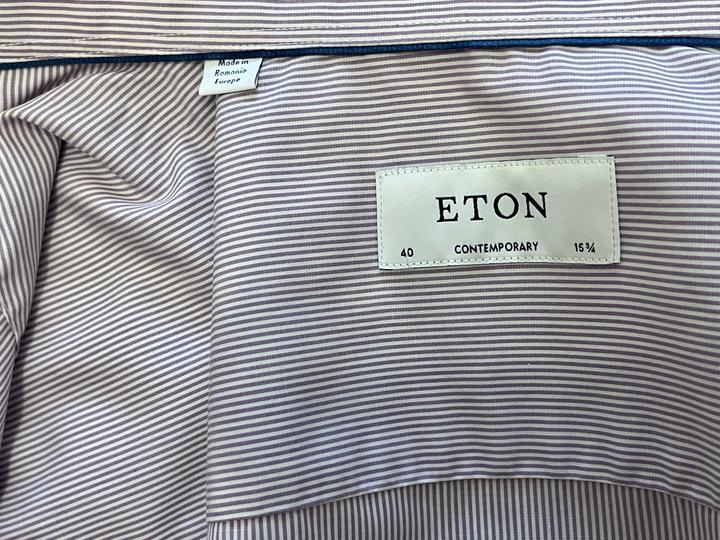 Made in
Romania
Europe
ETON
40 CONTEMPORARY 15¾